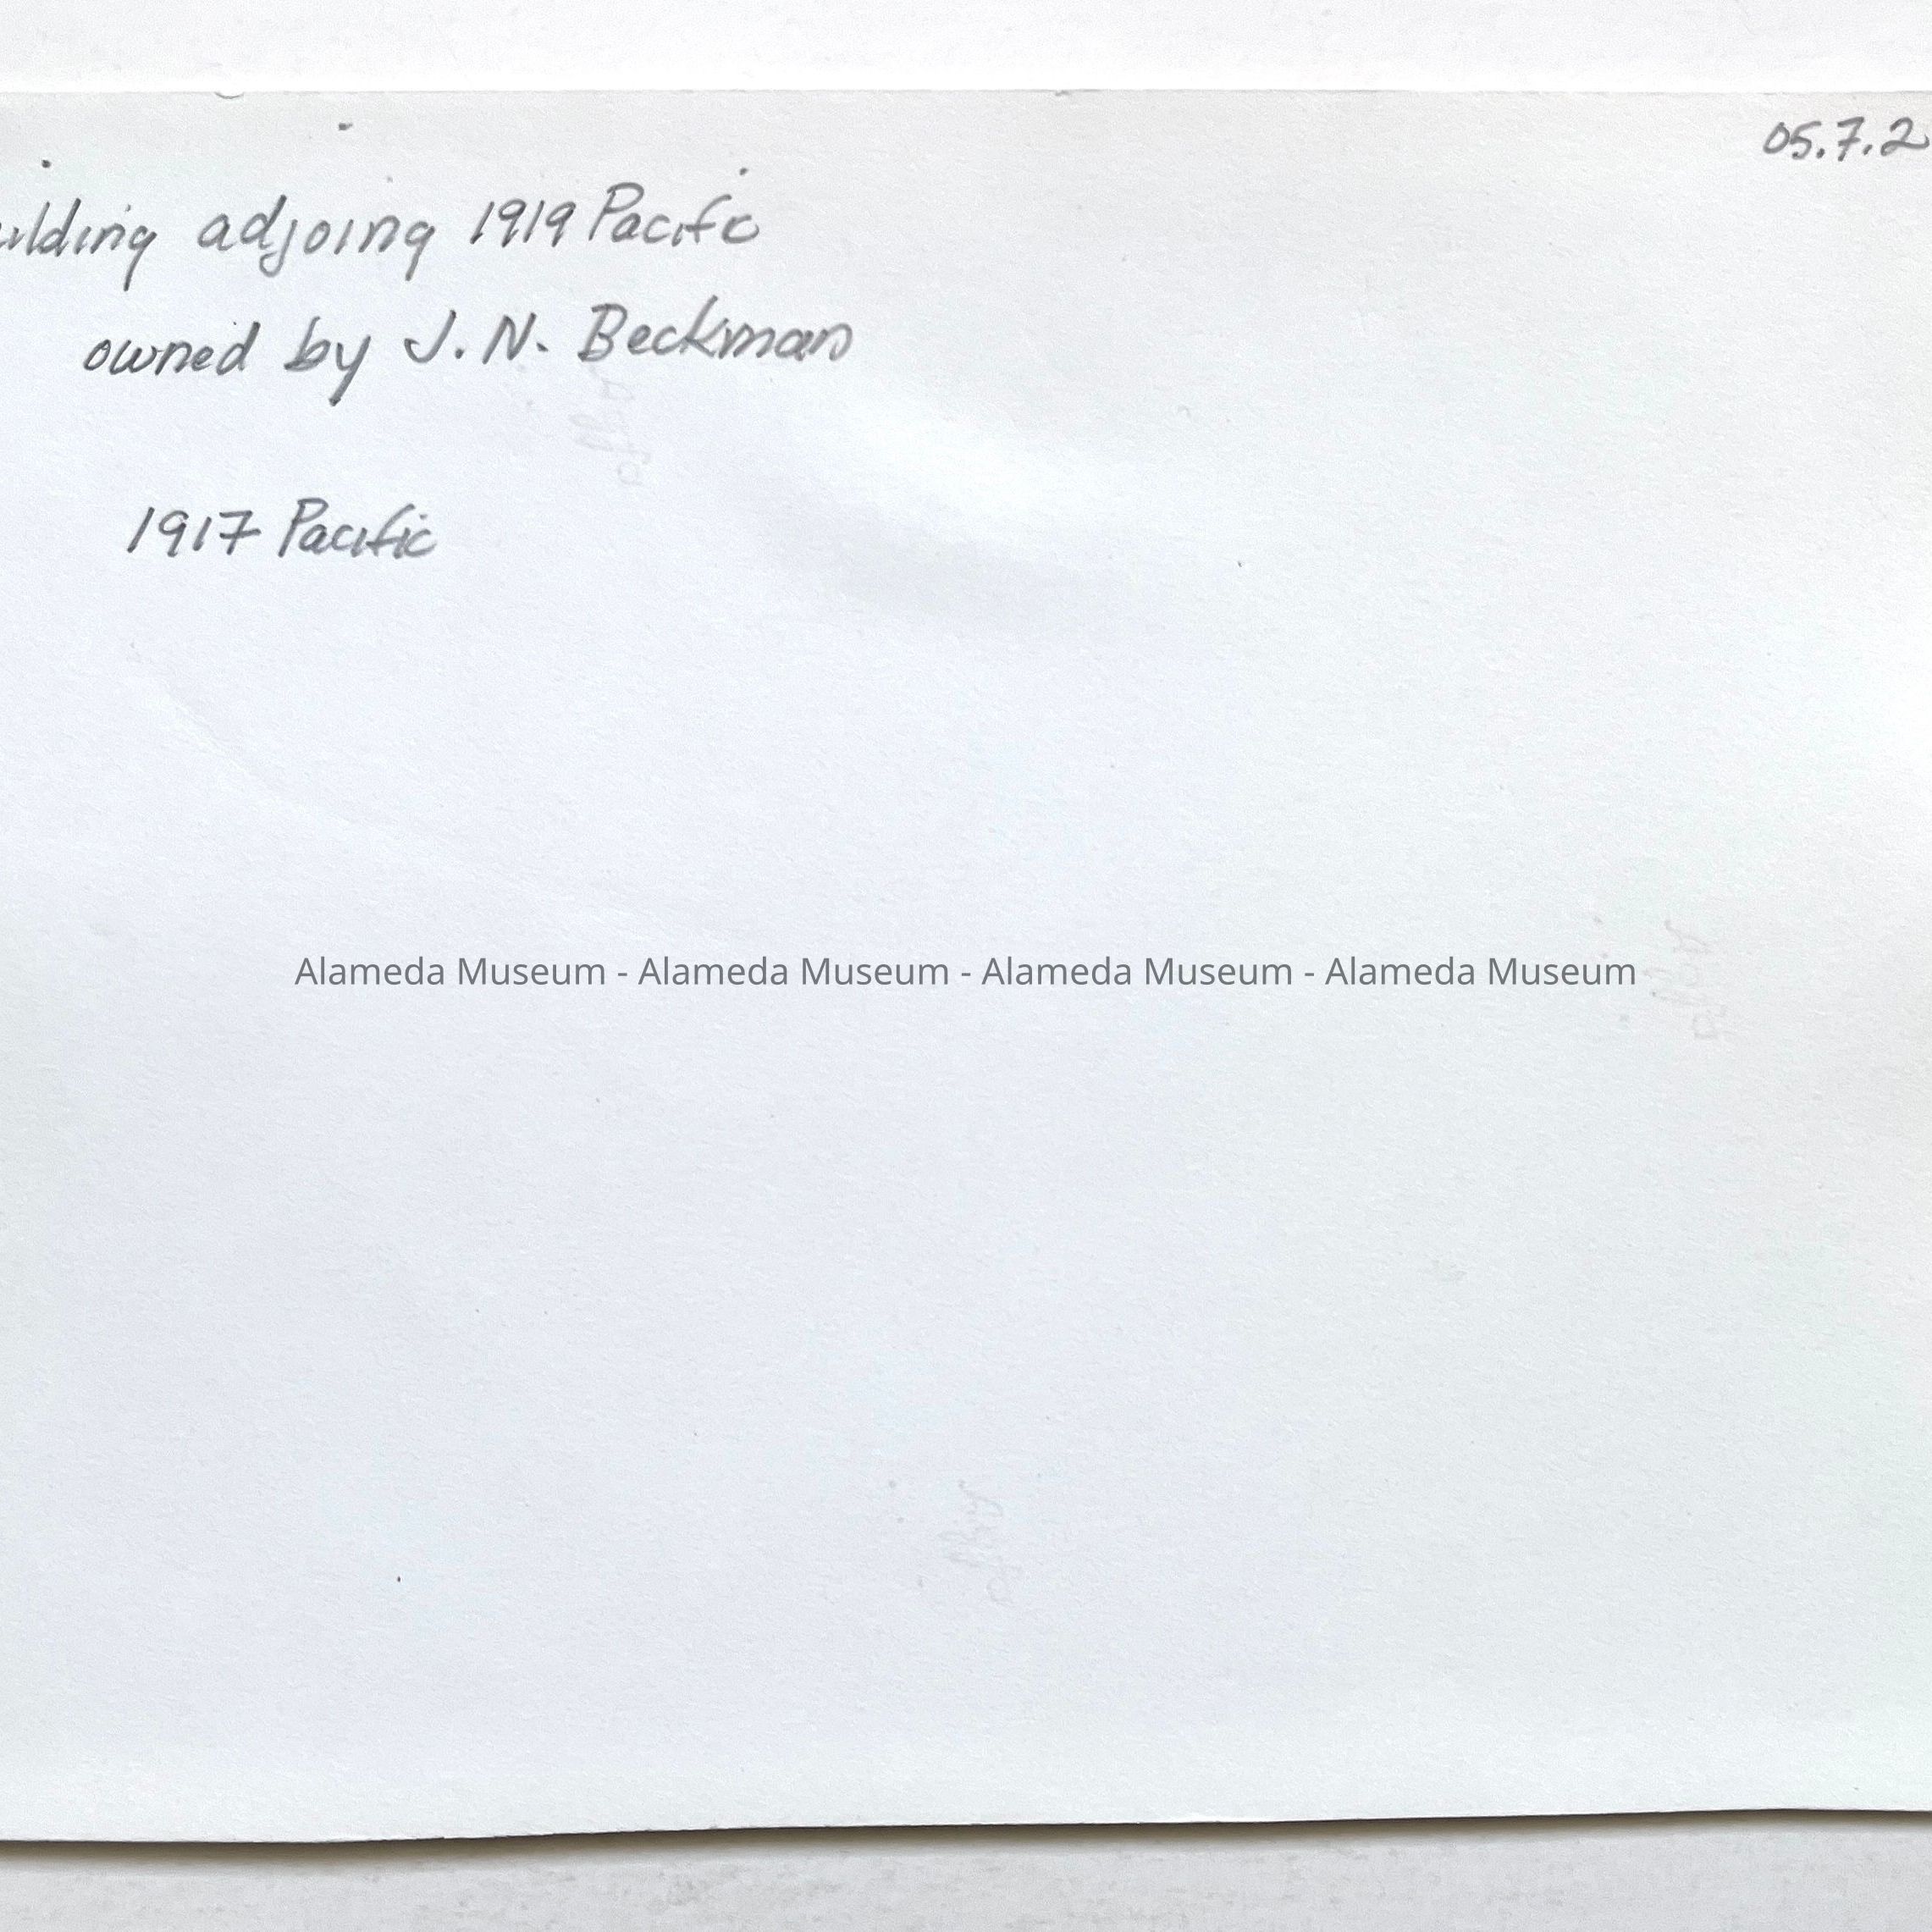 05.7.2
uilding adjoing 1919 Pacific
owned by J. N. Beckman
1917 Pacific
Alameda Museum - Alameda Museum - Alameda Museum - Alameda Museum